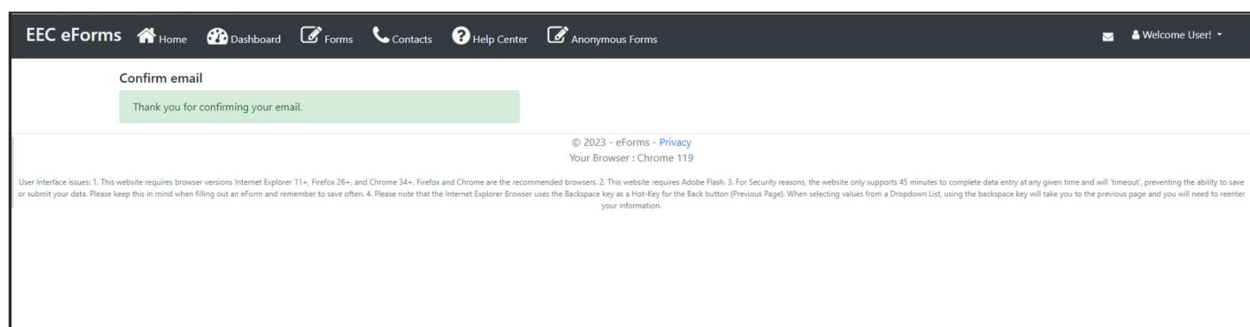 EEC eForms Home Dashboard Forms Contacts Help Center Anonymous Forms Welcome User!
Confirm email
Thank you for confirming your email.
© 2023 - eForms - Privacy
Your Browser : Chrome 119
User Interface issues: 1. This website requires browser versions Internet Explorer 11+, Firefox 26+, and Chrome 34+. Firefox and Chrome are the recommended browsers. 2. This website requires Adobe Flash. 3. For Security reasons, the website only supports 45 minutes to complete data entry at any given time and will 'timeout', preventing the ability to save
or submit your data. Please keep this in mind when filling out an eForm and remember to save often. 4. Please note that the Internet Explorer Browser uses the Backspace key as a Hot-Key for the Back button (Previous Page). When selecting values from a Dropdown List, using the backspace key will take you to the previous page and you will need to reenter
your information.